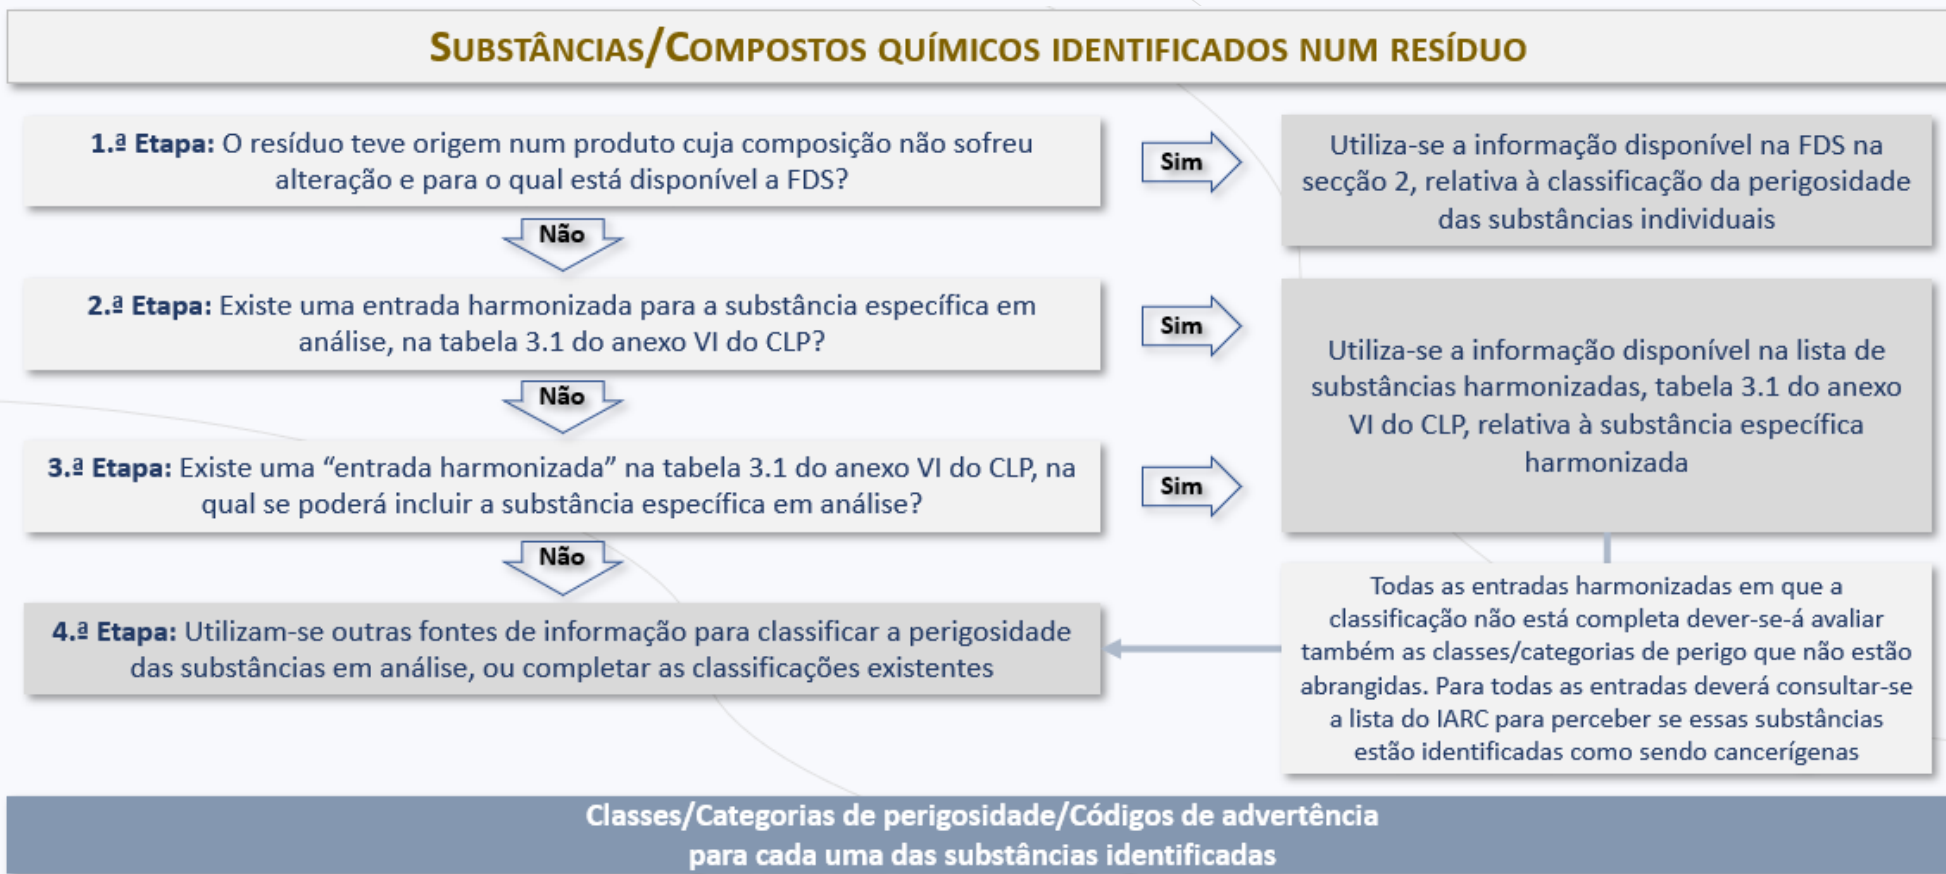 SUBSTÂNCIAS/COMPOSTOS QUÍMICOS IDENTIFICADOS NUM RESÍDUO
1.ª Etapa: O resíduo teve origem num produto cuja composição não sofreu
alteração e para o qual está disponível a FDS?
Sim
Utiliza-se a informação disponível na FDS na
secção 2, relativa à classificação da perigosidade
das substâncias individuais
Não
2.ª Etapa: Existe uma entrada harmonizada para a substância específica em
análise, na tabela 3.1 do anexo VI do CLP?
Sim
Utiliza-se a informação disponível na lista de
substâncias harmonizadas, tabela 3.1 do anexo
VI do CLP, relativa à substância específica
harmonizada
Não
3.ª Etapa: Existe uma “entrada harmonizada” na tabela 3.1 do anexo VI do CLP, na
qual se poderá incluir a substância específica em análise?
Sim
Não
4.ª Etapa: Utilizam-se outras fontes de informação para classificar a perigosidade
das substâncias em análise, ou completar as classificações existentes
Todas as entradas harmonizadas em que a
classificação não está completa dever-se-á avaliar
também as classes/categorias de perigo que não estão
abrangidas. Para todas as entradas deverá consultar-se
a lista do IARC para perceber se essas substâncias
estão identificadas como sendo cancerígenas
Classes/Categorias de perigosidade/Códigos de advertência
para cada uma das substâncias identificadas